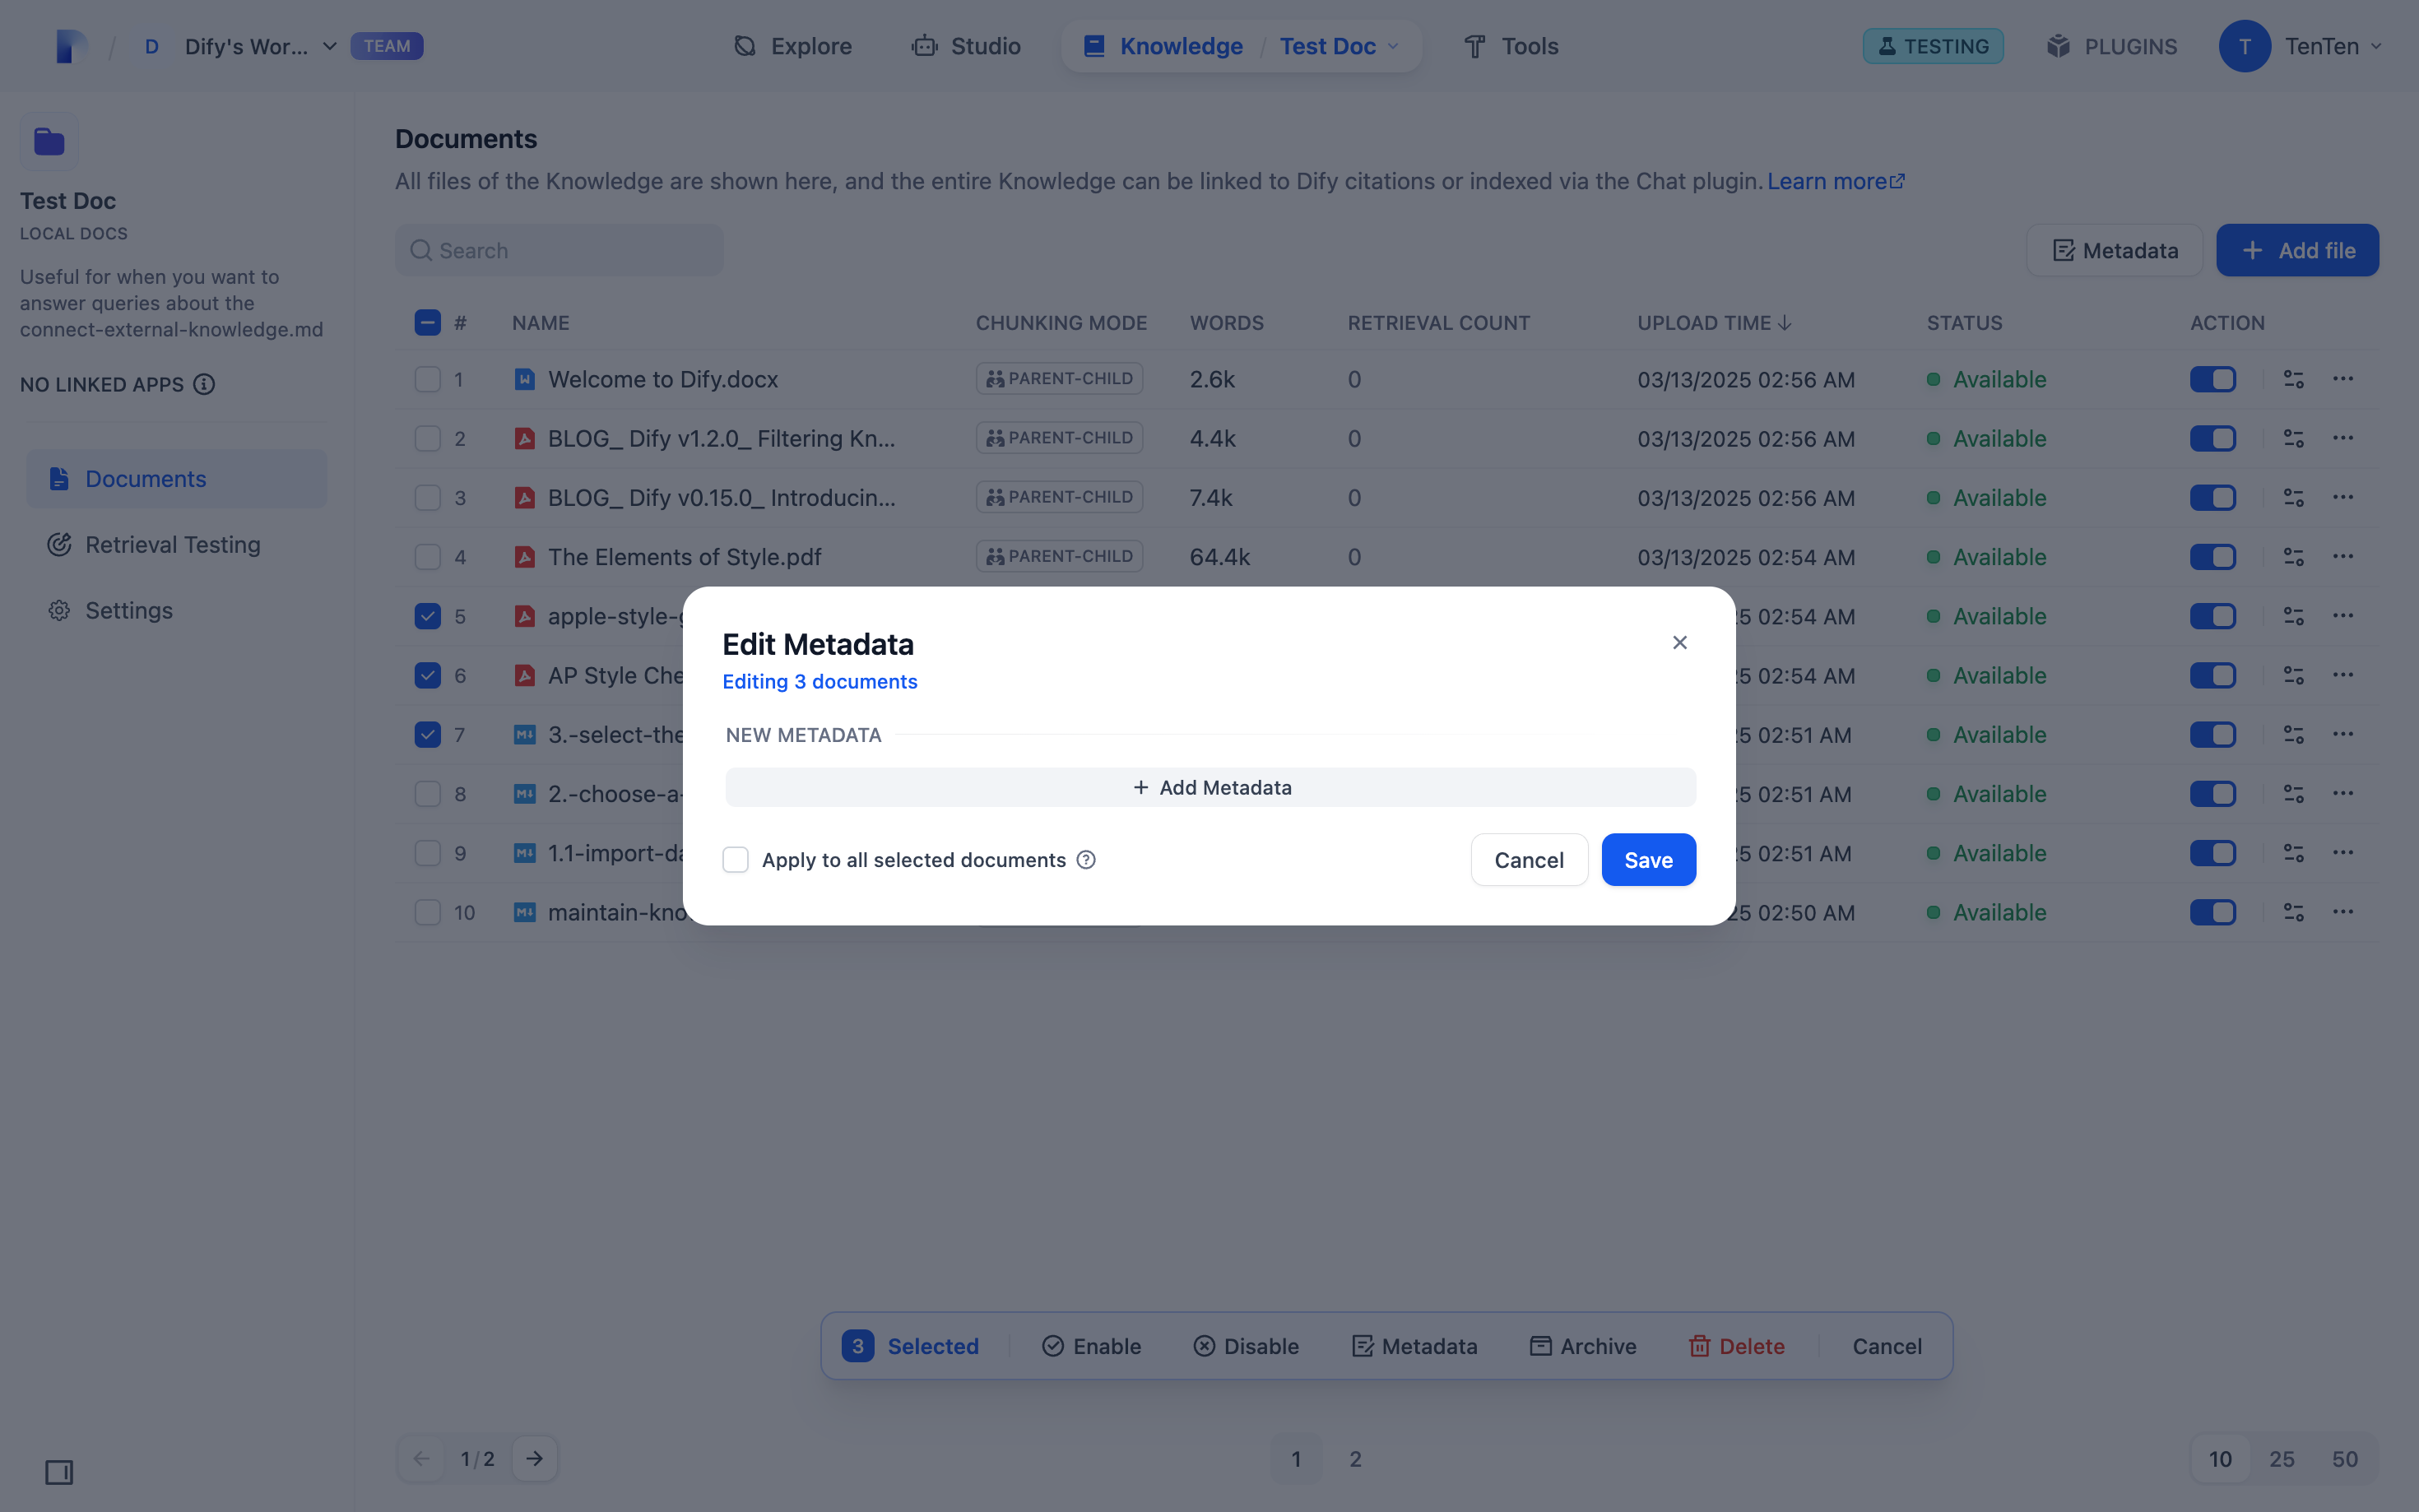 D Dify's Wor... TEAM Explore Studio Knowledge / Test Doc Tools TESTING PLUGINS T TenTen
Test Doc
LOCAL DOCS
Useful for when you want to
answer queries about the
connect-external-knowledge.md
NO LINKED APPS
Documents
Retrieval Testing
Settings
Documents
All files of the Knowledge are shown here, and the entire Knowledge can be linked to Dify citations or indexed via the Chat plugin. Learn more
Search Metadata + Add file
# NAME CHUNKING MODE WORDS RETRIEVAL COUNT UPLOAD TIME STATUS ACTION
1 Welcome to Dify.docx PARENT-CHILD 2.6k 0 03/13/2025 02:56 AM Available
2 BLOG_ Dify v1.2.0_ Filtering Kn... PARENT-CHILD 4.4k 0 03/13/2025 02:56 AM Available
3 BLOG_ Dify v0.15.0_ Introducin... PARENT-CHILD 7.4k 0 03/13/2025 02:56 AM Available
4 The Elements of Style.pdf PARENT-CHILD 64.4k 0 03/13/2025 02:54 AM Available
5 apple-style-g 5 02:54 AM Available
6 AP Style Che 5 02:54 AM Available
7 3.-select-the 5 02:51 AM Available
8 2.-choose-a- 5 02:51 AM Available
9 1.1-import-da 5 02:51 AM Available
10 maintain-kno 25 02:50 AM Available
Edit Metadata
Editing 3 documents
NEW METADATA
+ Add Metadata
Apply to all selected documents Cancel Save
3 Selected Enable Disable Metadata Archive Delete Cancel
1/2 1 2 10 25 50